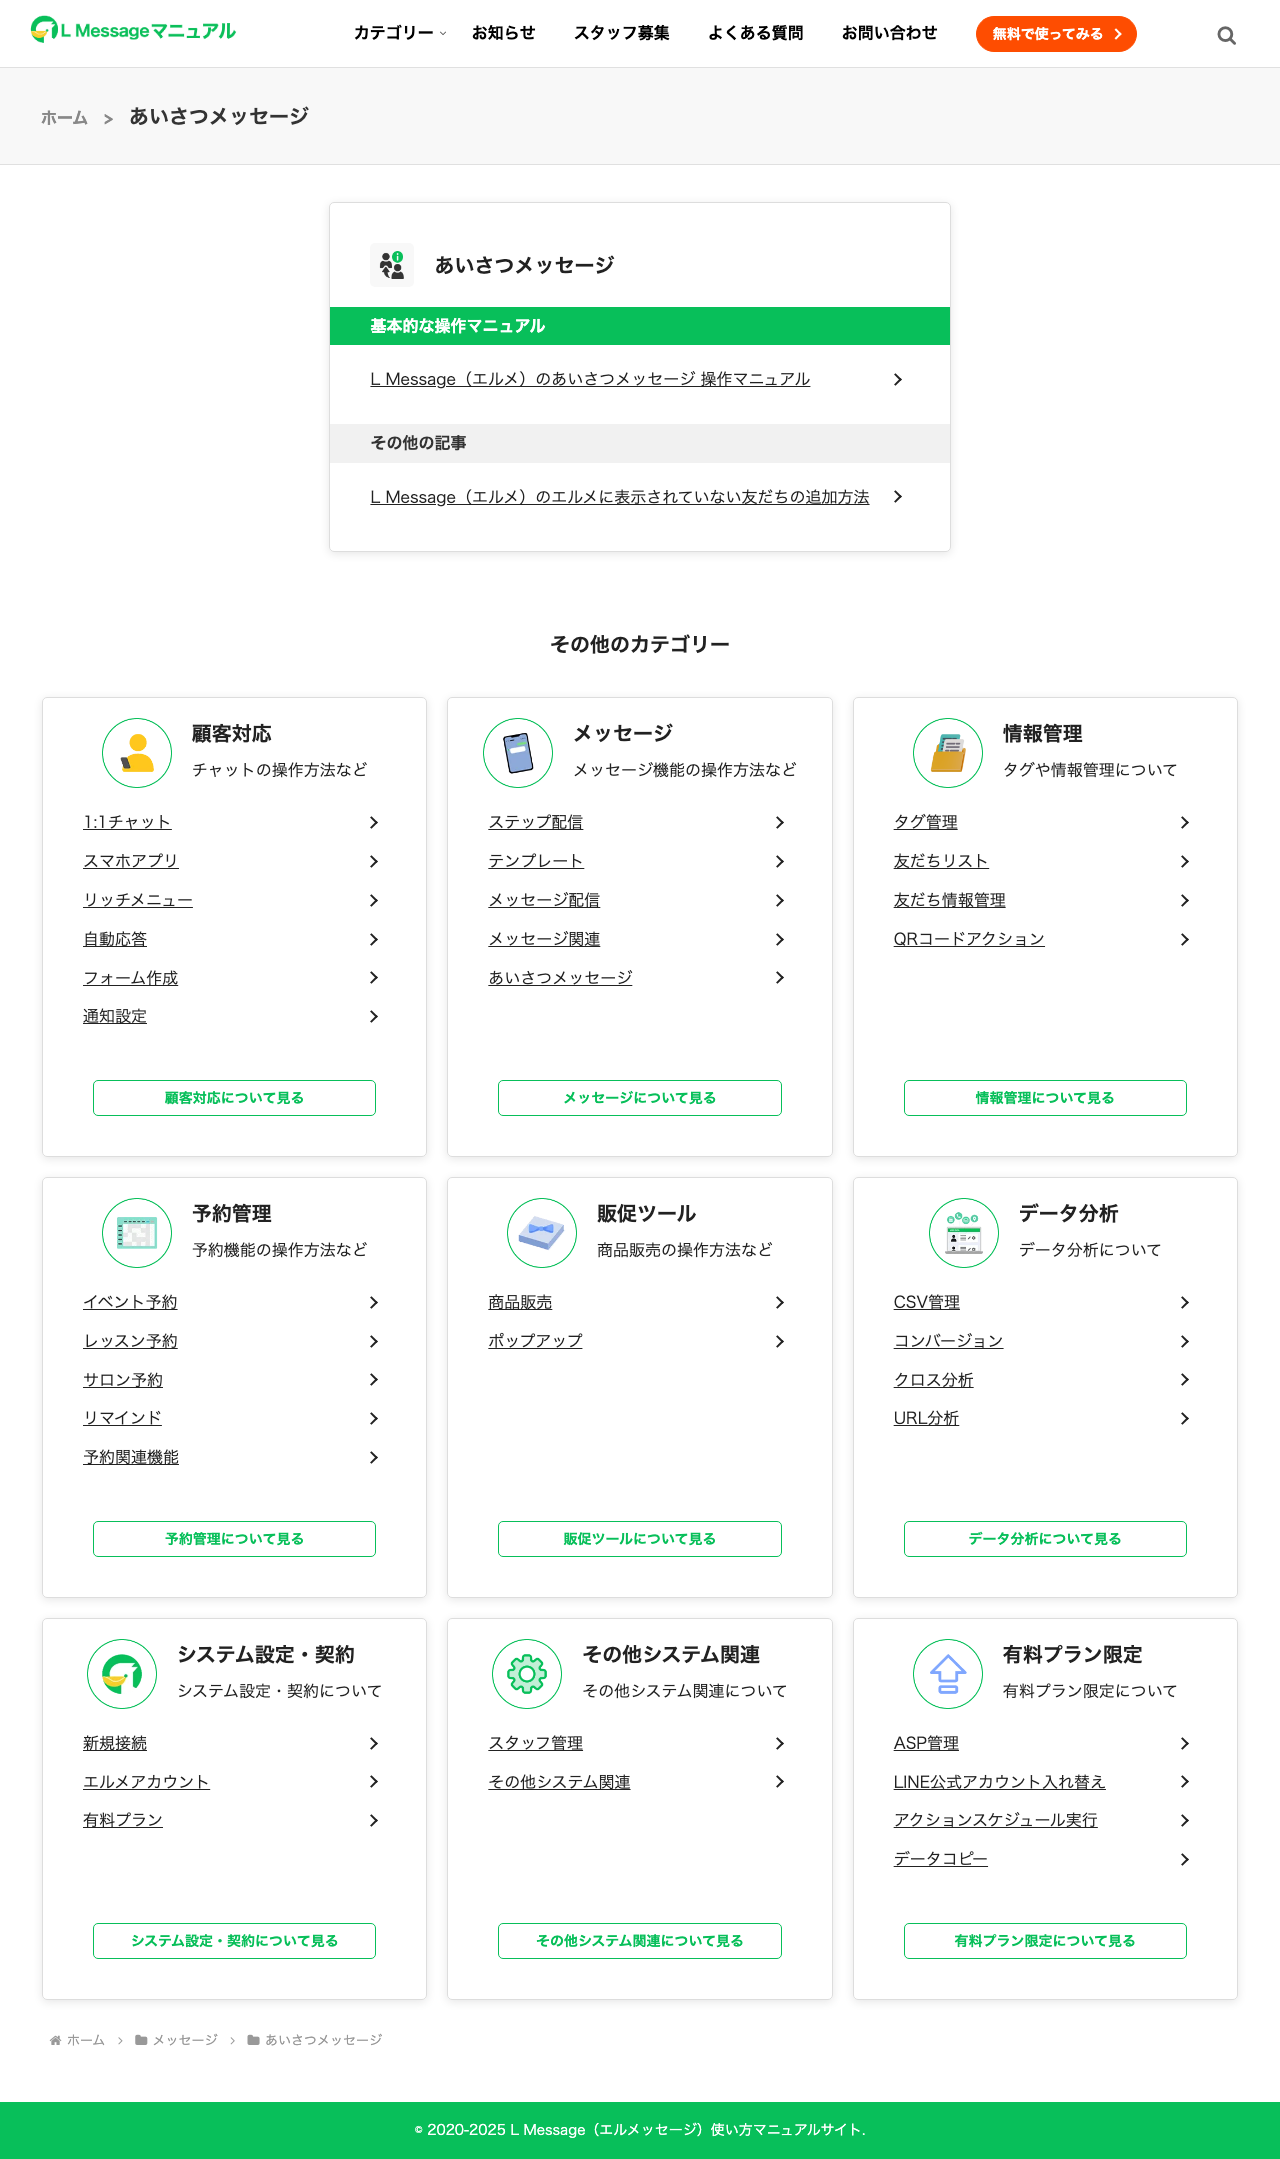 L Messageマニュアル
カテゴリー お知らせ スタッフ募集 よくある質問 お問い合わせ 無料で使ってみる
ホーム > あいさつメッセージ
あいさつメッセージ
基本的な操作マニュアル
L Message（エルメ）のあいさつメッセージ 操作マニュアル
その他の記事
L Message（エルメ）のエルメに表示されていない友だちの追加方法
その他のカテゴリー
顧客対応
チャットの操作方法など
1:1チャット
スマホアプリ
リッチメニュー
自動応答
フォーム作成
通知設定
顧客対応について見る
メッセージ
メッセージ機能の操作方法など
ステップ配信
テンプレート
メッセージ配信
メッセージ関連
あいさつメッセージ
メッセージについて見る
情報管理
タグや情報管理について
タグ管理
友だちリスト
友だち情報管理
QRコードアクション
情報管理について見る
予約管理
予約機能の操作方法など
イベント予約
レッスン予約
サロン予約
リマインド
予約関連機能
予約管理について見る
販促ツール
商品販売の操作方法など
商品販売
ポップアップ
販促ツールについて見る
データ分析
データ分析について
CSV管理
コンバージョン
クロス分析
URL分析
データ分析について見る
システム設定・契約
システム設定・契約について
新規接続
エルメアカウント
有料プラン
システム設定・契約について見る
その他システム関連
その他システム関連について
スタッフ管理
その他システム関連
その他システム関連について見る
有料プラン限定
有料プラン限定について
ASP管理
LINE公式アカウント入れ替え
アクションスケジュール実行
データコピー
有料プラン限定について見る
ホーム > メッセージ > あいさつメッセージ
© 2020-2025 L Message（エルメッセージ）使い方マニュアルサイト.